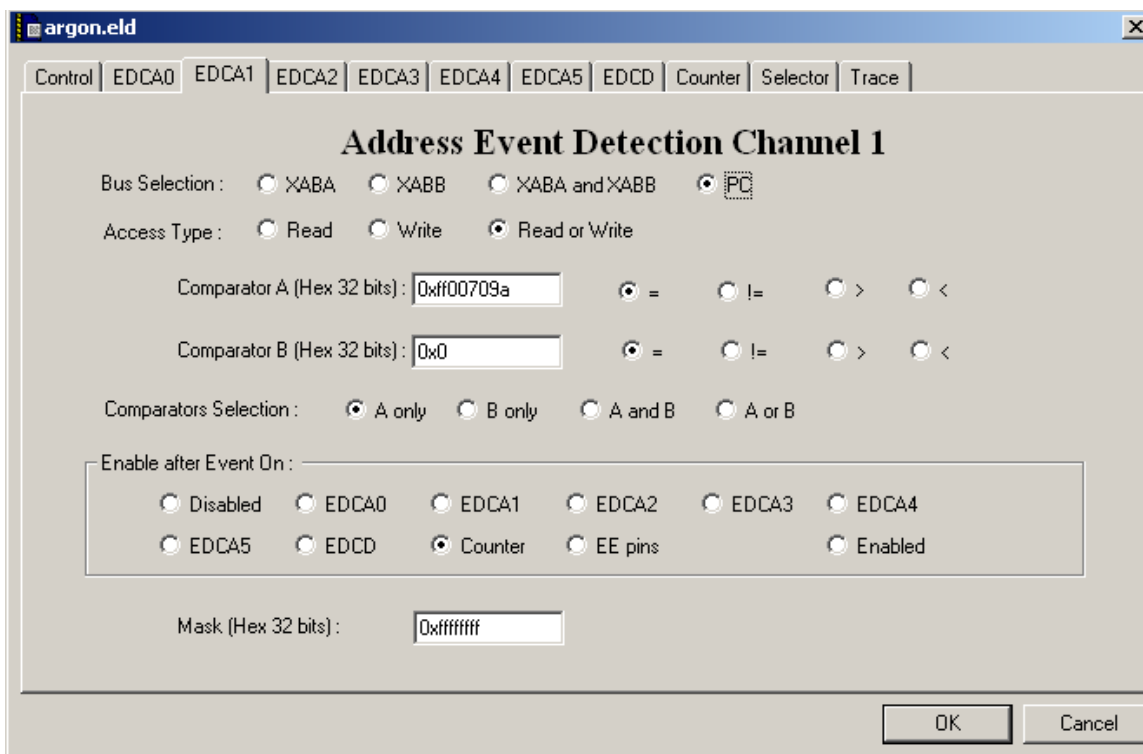 argon.eld
Control EDCA0 EDCA1 EDCA2 EDCA3 EDCA4 EDCA5 EDCD Counter Selector Trace
Address Event Detection Channel 1
Bus Selection : XABA XABB XABA and XABB PC
Access Type : Read Write Read or Write
Comparator A (Hex 32 bits) : 0xff00709a = != > <
Comparator B (Hex 32 bits) : 0x0 = != > <
Comparators Selection : A only B only A and B A or B
Enable after Event On :
Disabled EDCA0 EDCA1 EDCA2 EDCA3 EDCA4
EDCA5 EDCD Counter EE pins Enabled
Mask (Hex 32 bits) : 0xffffffff
OK Cancel